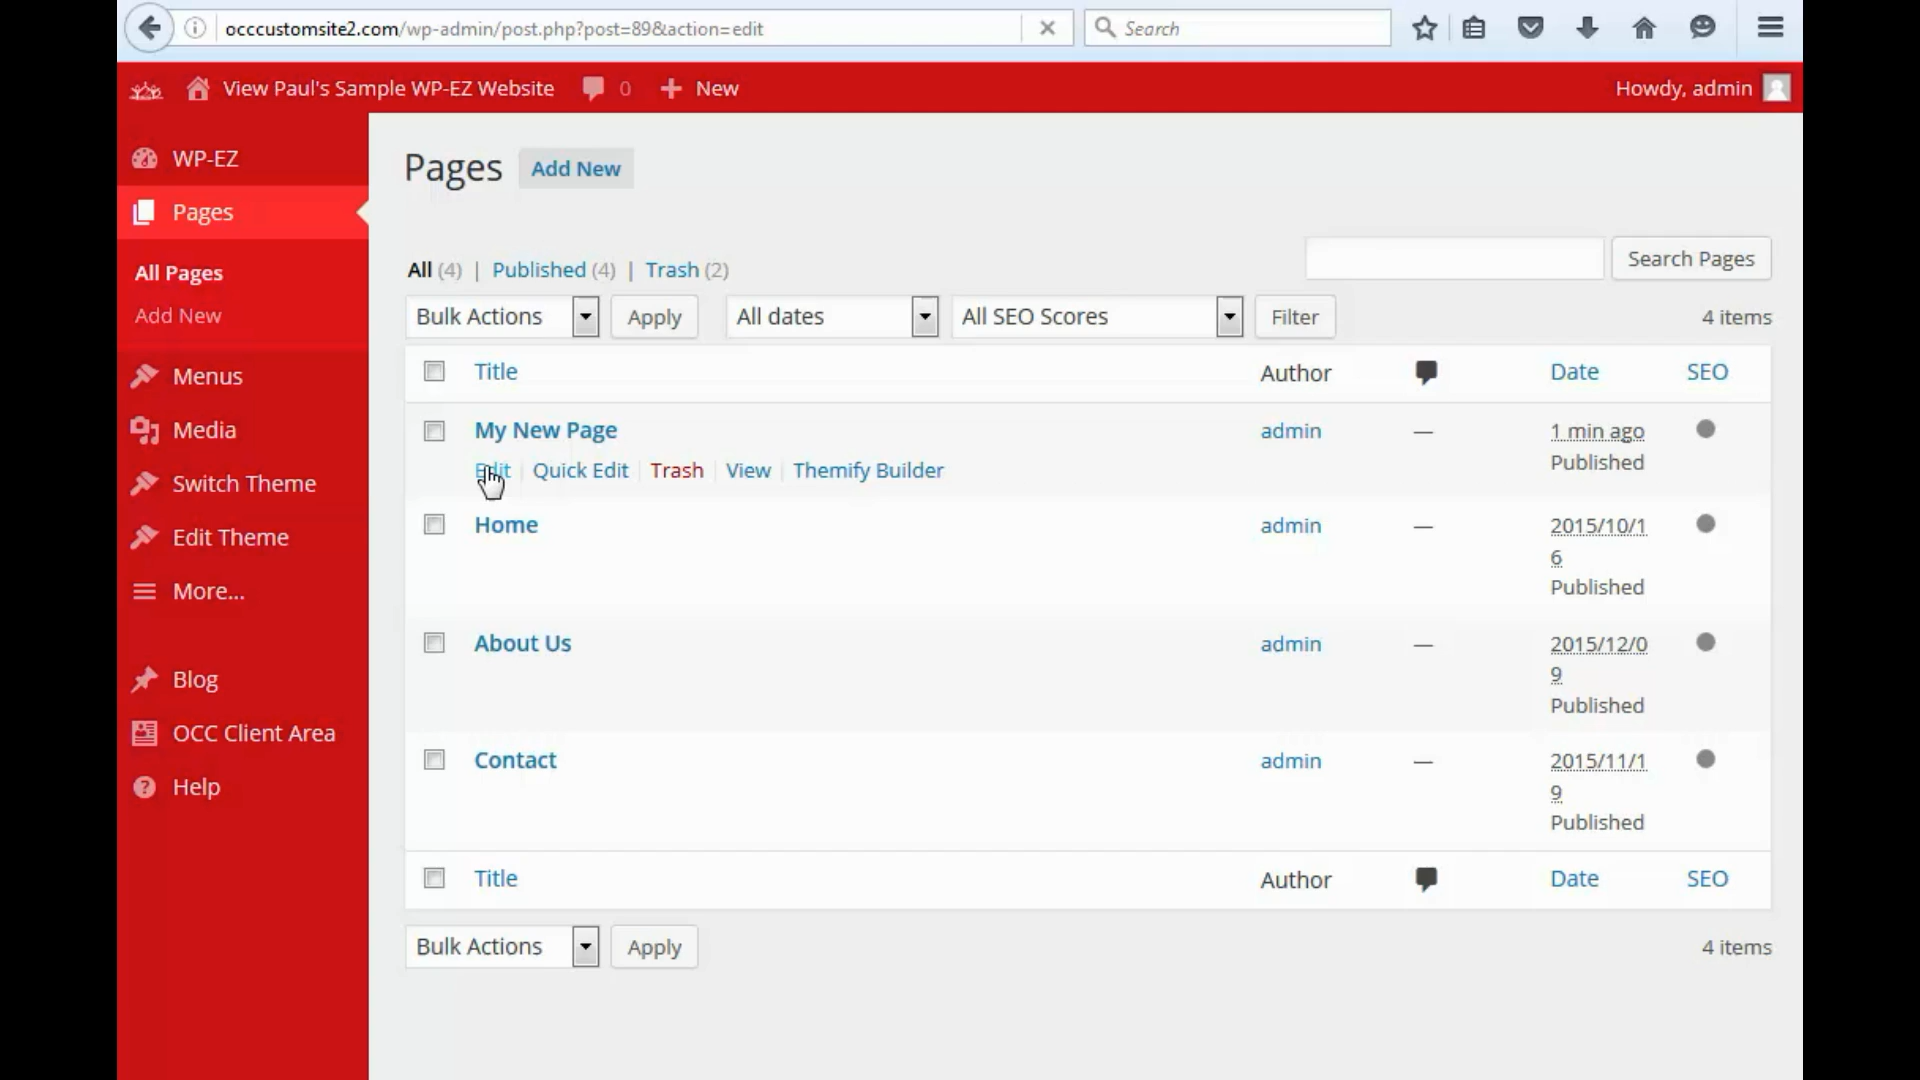 occcustomsite2.com/wp-admin/post.php?post=89&action=edit
Search
View Paul's Sample WP-EZ Website 0 New
Howdy, admin
WP-EZ
Pages
All Pages
Add New
Menus
Media
Switch Theme
Edit Theme
More...
Blog
OCC Client Area
Help
Pages Add New
All (4) | Published (4) | Trash (2)
Search Pages
Bulk Actions Apply All dates All SEO Scores Filter 4 items
Title Author Date SEO
My New Page admin — 1 min ago
Published
Edit | Quick Edit | Trash | View | Themify Builder
Home admin — 2015/10/1
6
Published
About Us admin — 2015/12/0
9
Published
Contact admin — 2015/11/1
9
Published
Title Author Date SEO
Bulk Actions Apply 4 items